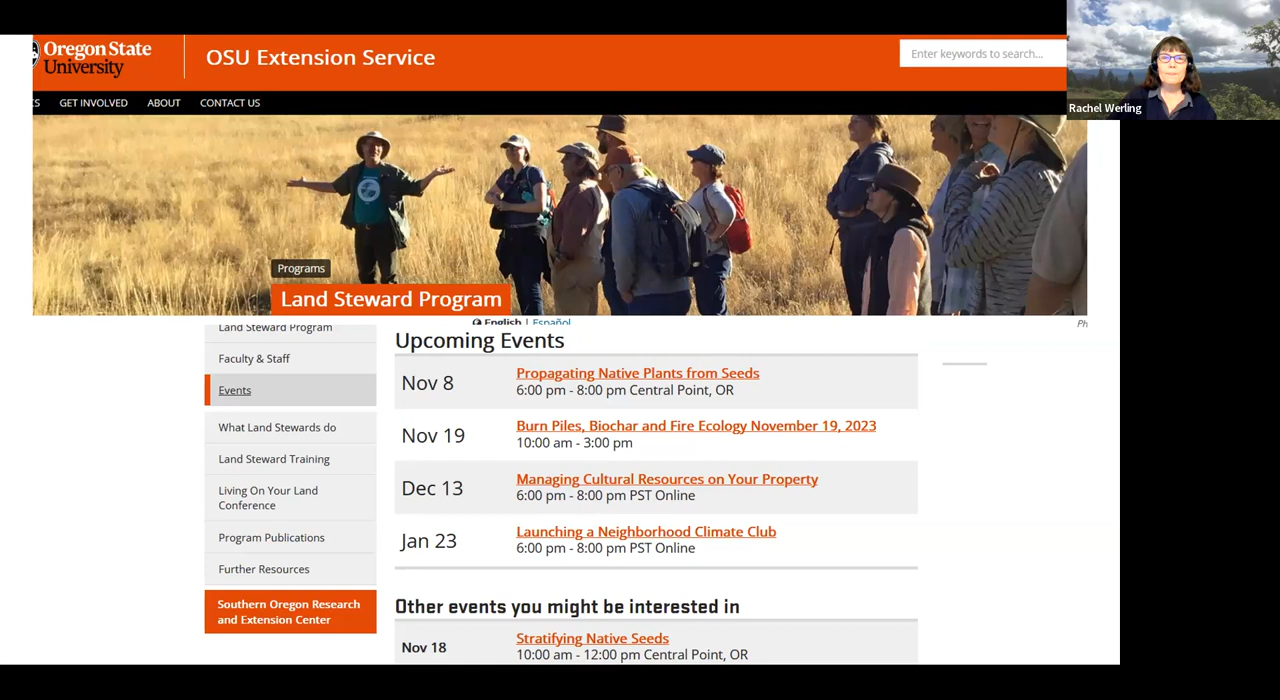 Oregon State
University
OSU Extension Service
Enter keywords to search...
Rachel Werling
GET INVOLVED
ABOUT
CONTACT US
Programs
Land Steward Program
Land Steward Program
English | Español
Ph
Faculty & Staff
Events
What Land Stewards do
Land Steward Training
Living On Your Land
Conference
Program Publications
Further Resources
Southern Oregon Research
and Extension Center
Upcoming Events
Nov 8
Propagating Native Plants from Seeds
6:00 pm - 8:00 pm Central Point, OR
Nov 19
Burn Piles, Biochar and Fire Ecology November 19, 2023
10:00 am - 3:00 pm
Dec 13
Managing Cultural Resources on Your Property
6:00 pm - 8:00 pm PST Online
Jan 23
Launching a Neighborhood Climate Club
6:00 pm - 8:00 pm PST Online
Other events you might be interested in
Nov 18
Stratifying Native Seeds
10:00 am - 12:00 pm Central Point, OR